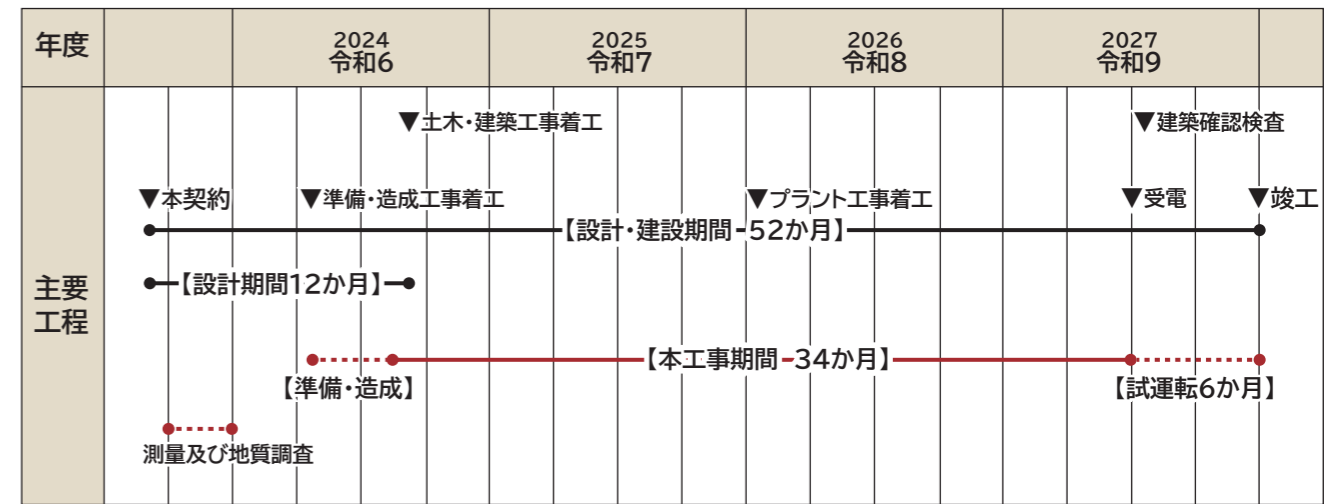 年度
2024
令和6
2025
令和7
2026
令和8
2027
令和9
主要
工程
▼土木・建築工事着工
▼建築確認検査
▼本契約
▼準備・造成工事着工
▼プラント工事着工
▼受電
▼竣工
【設計・建設期間 52か月】
【設計期間12か月】
【本工事期間 34か月】
【準備・造成】
【試運転6か月】
測量及び地質調査